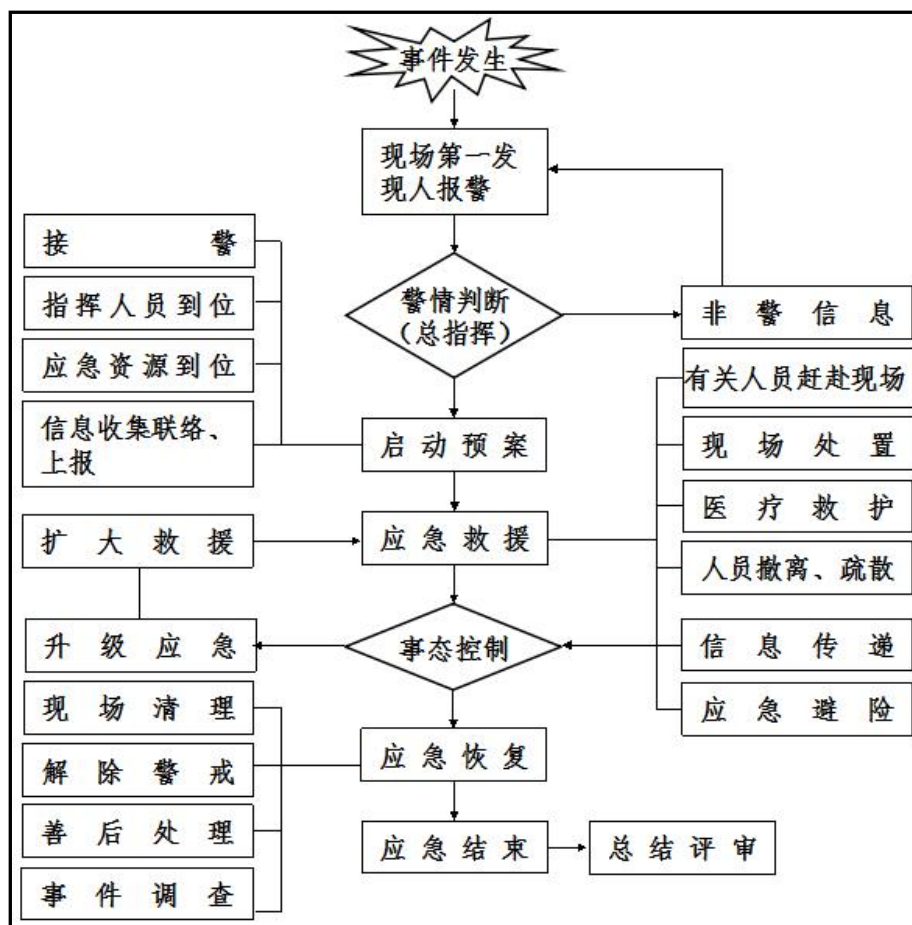 事件发生
现场第一发
现人报警
接警
指挥人员到位
应急资源到位
信息收集联络、
上报
警情判断
（总指挥）
非警信息
启动预案
有关人员赶赴现场
现场处置
医疗救护
人员撤离、疏散
信息传递
应急避险
扩大救援
应急救援
升级应急
事态控制
现场清理
解除警戒
善后处理
事件调查
应急恢复
应急结束
总结评审